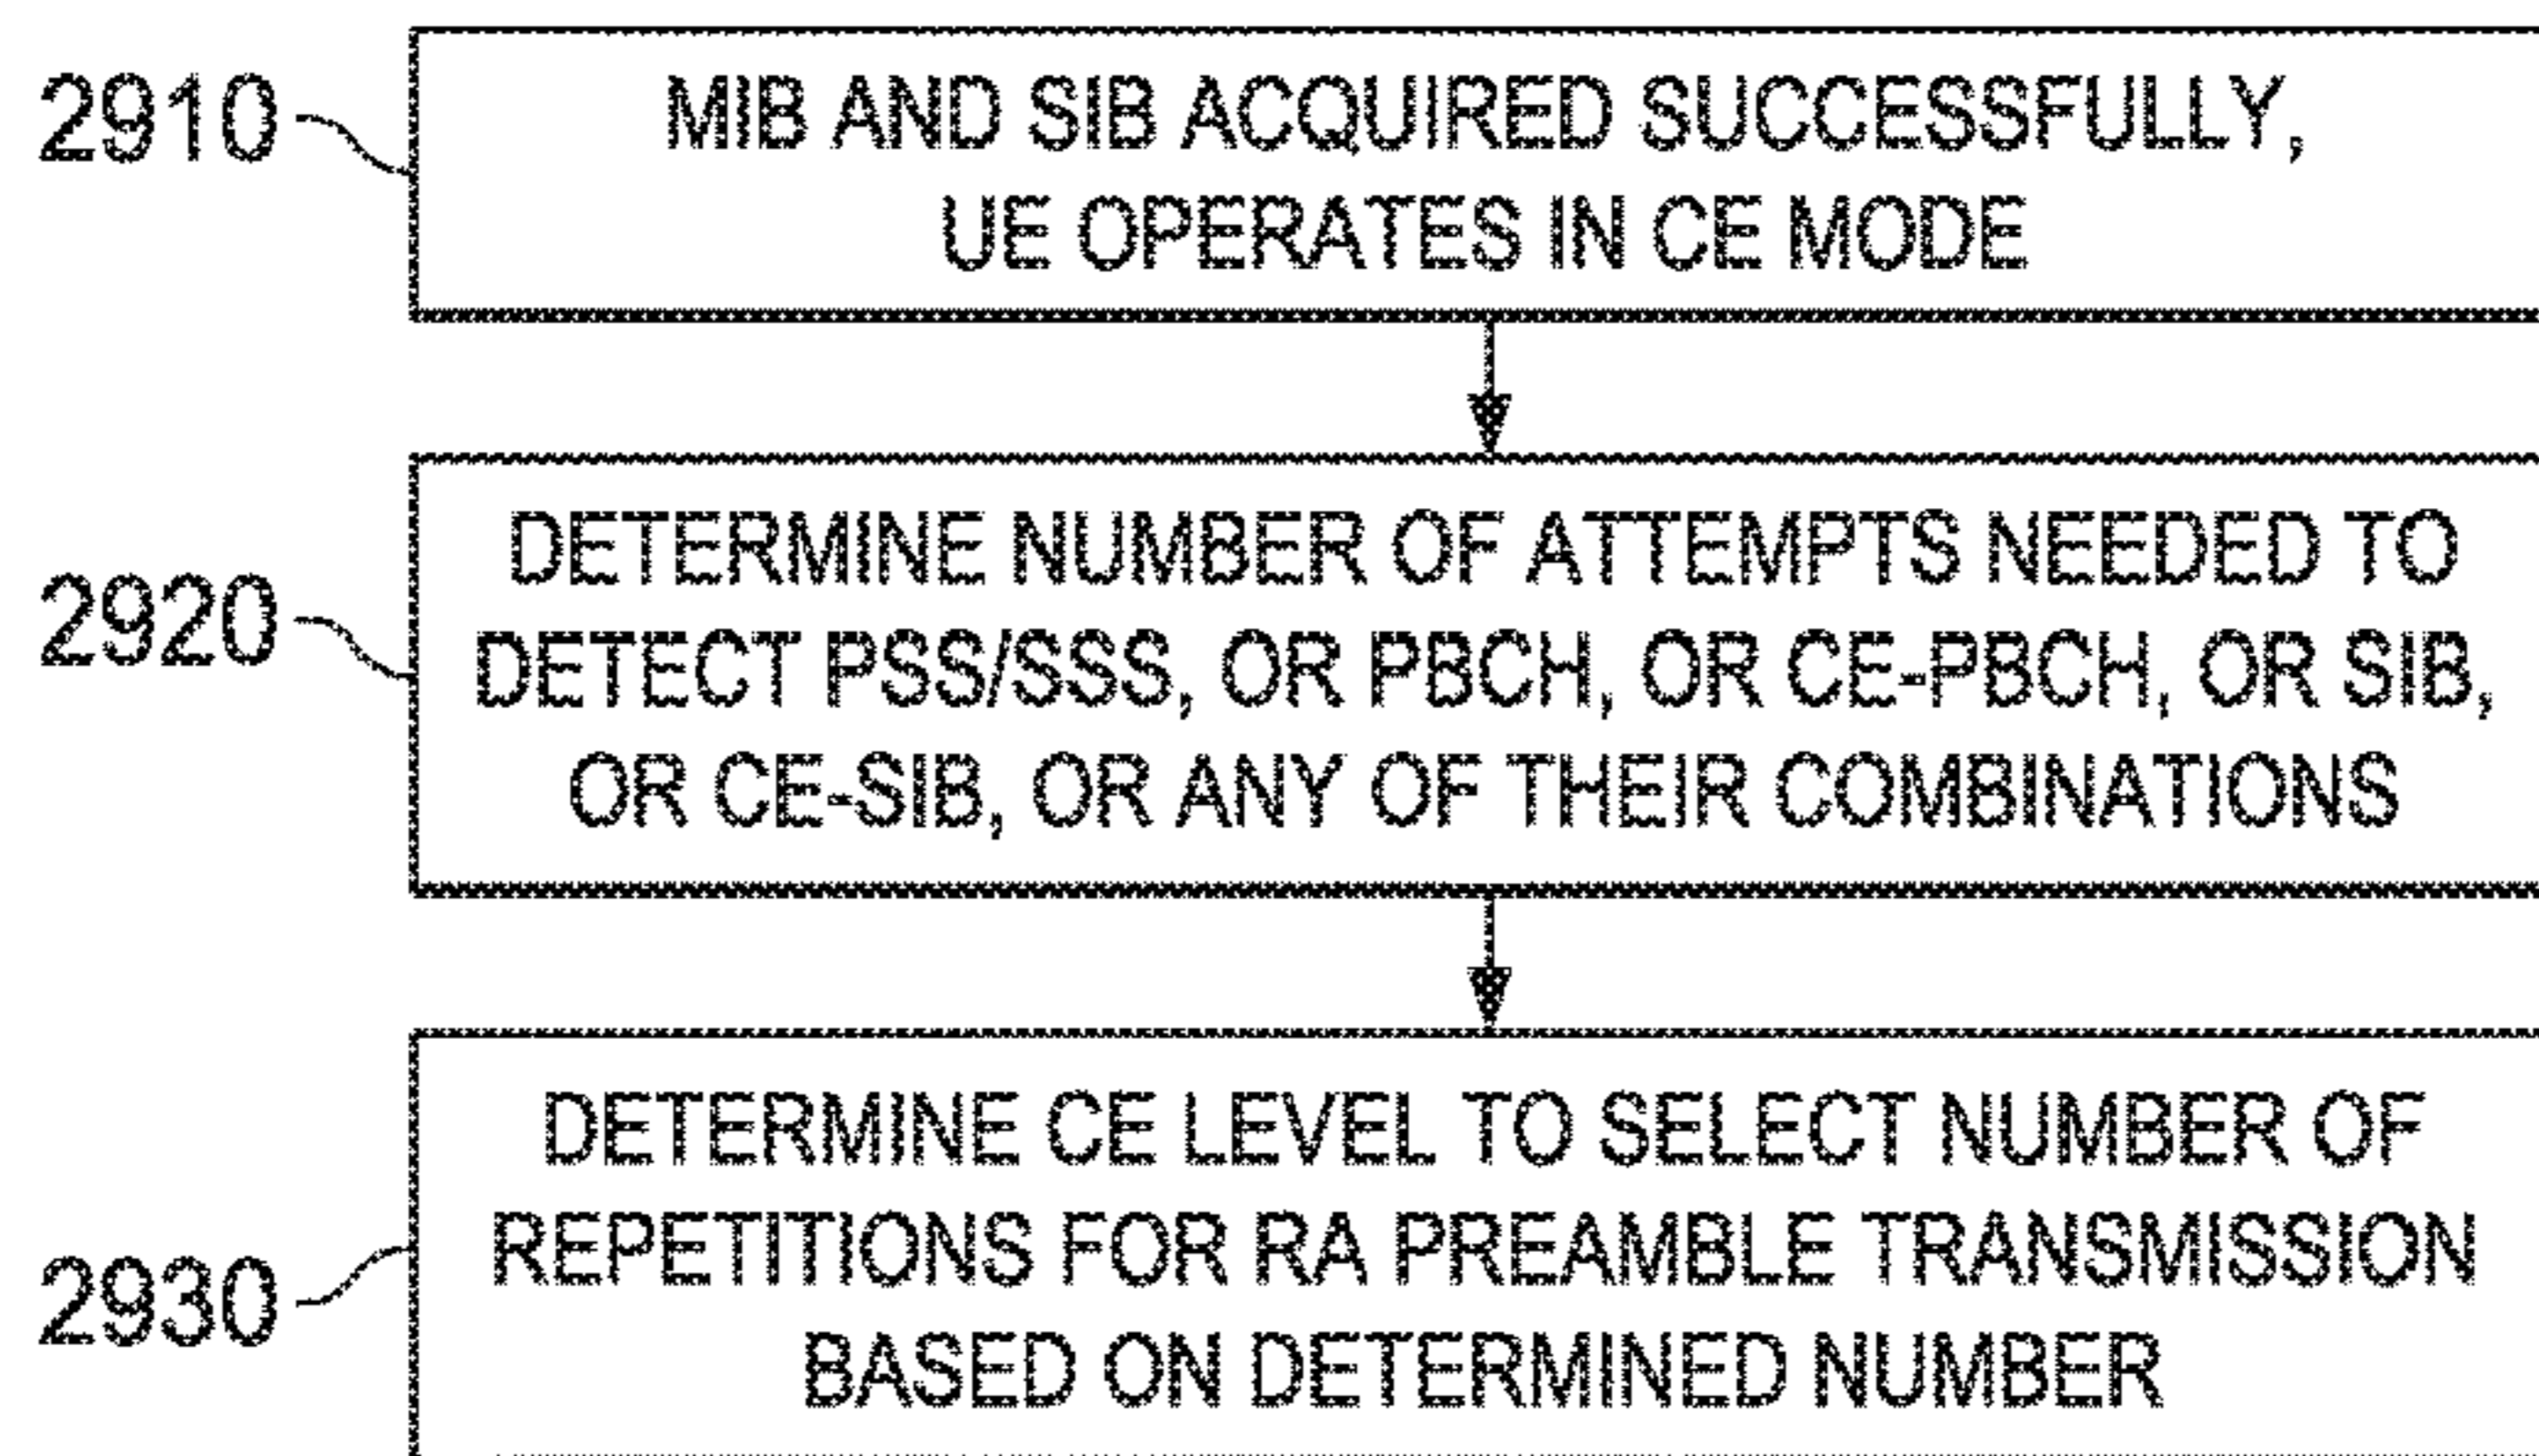 2910
MIB AND SIB ACQUIRED SUCCESSFULLY,
UE OPERATES IN CE MODE
2920
DETERMINE NUMBER OF ATTEMPTS NEEDED TO
DETECT PSS/SSS, OR PBCH, OR CE-PBCH, OR SIB,
OR CE-SIB, OR ANY OF THEIR COMBINATIONS
2930
DETERMINE CE LEVEL TO SELECT NUMBER OF
REPETITIONS FOR RA PREAMBLE TRANSMISSION
BASED ON DETERMINED NUMBER